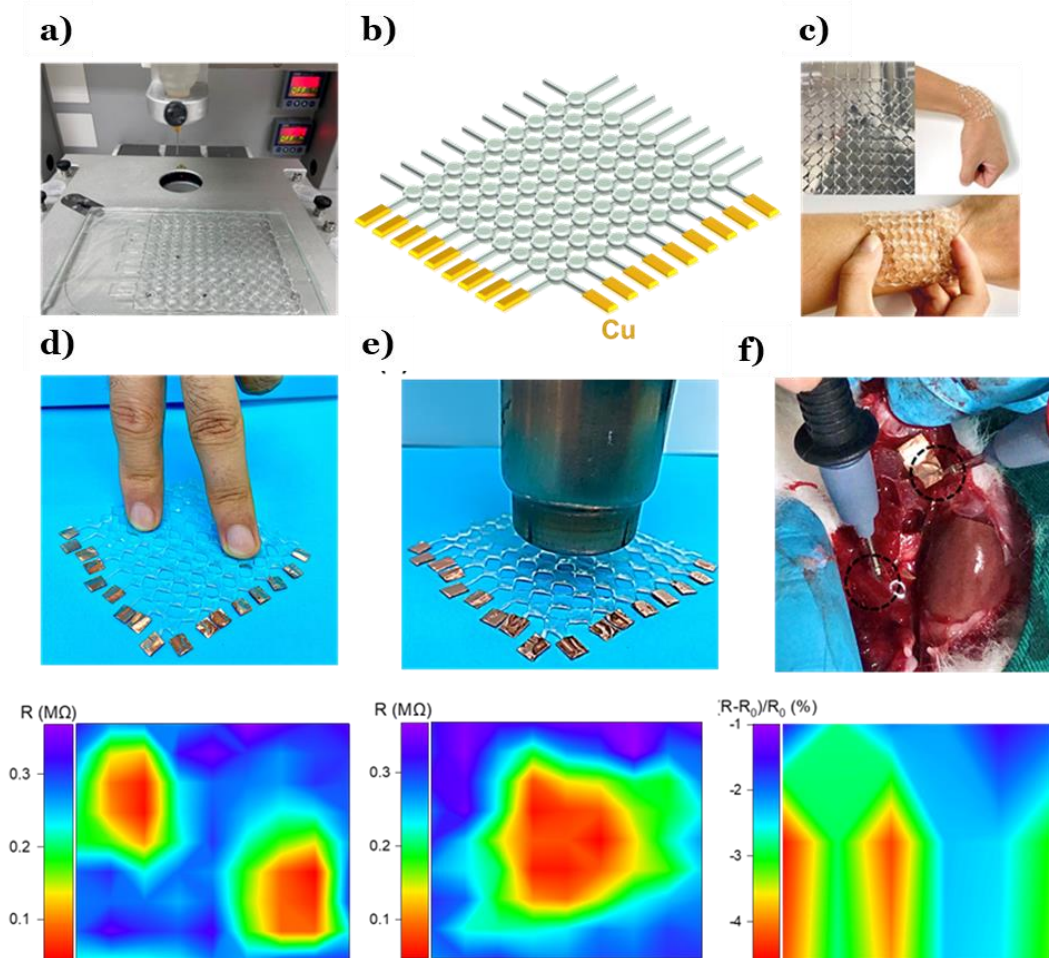 a)
b)
c)
Cu
d)
e)
f)
R (MΩ)
0.3
0.2
0.1
R (MΩ)
0.3
0.2
0.1
(R-R₀)/R₀ (%)
-1
-2
-3
-4